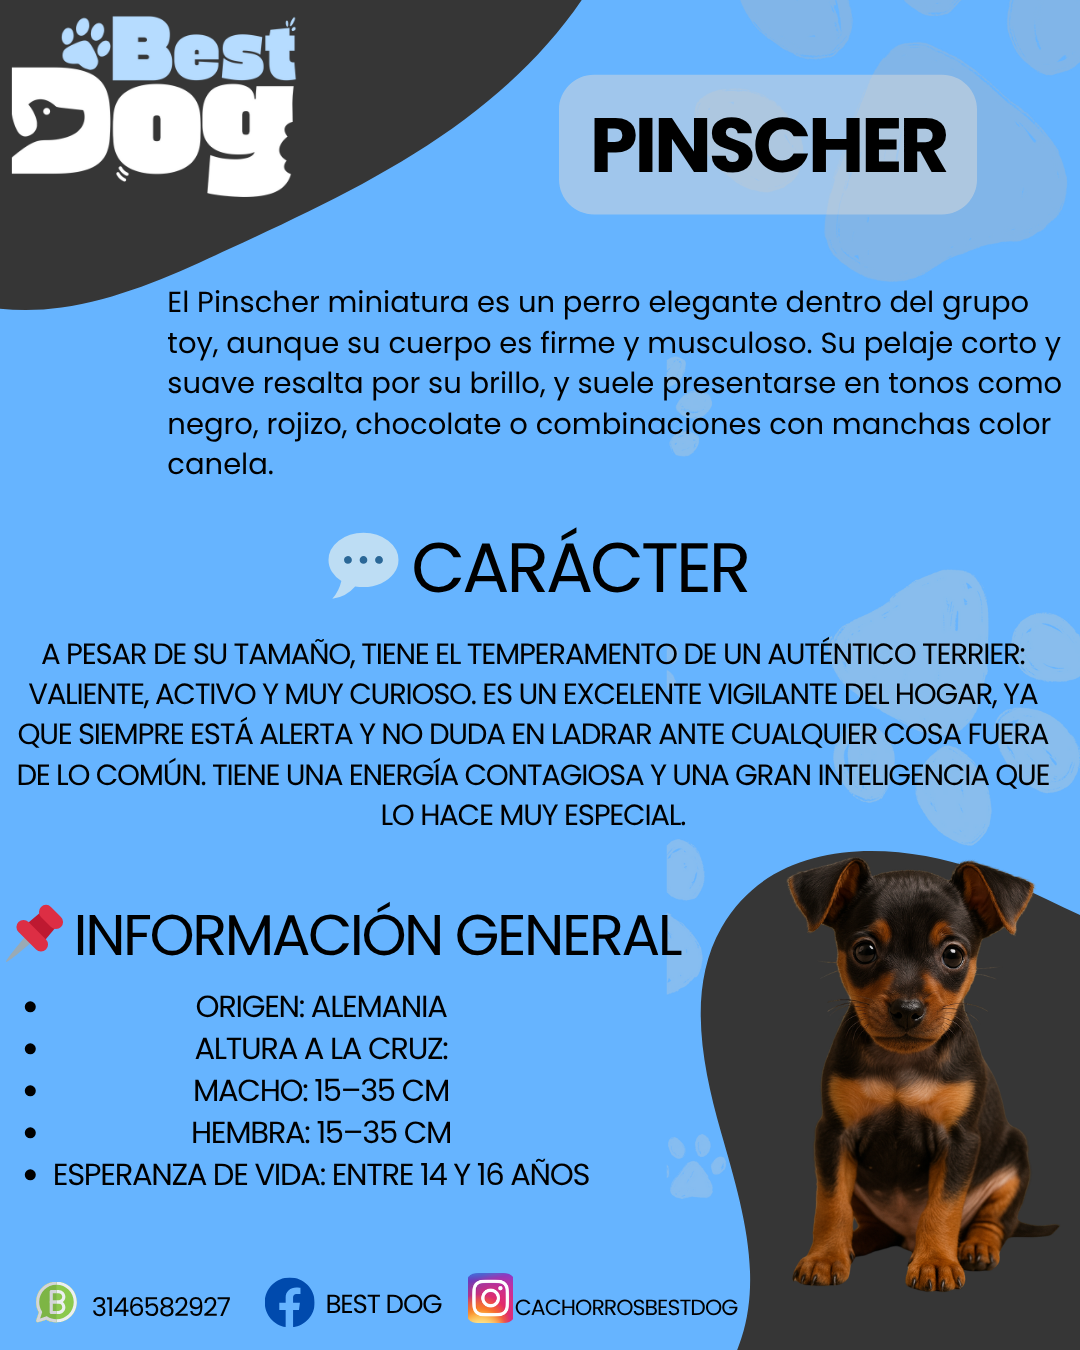 Best
Dog
PINSCHER
El Pinscher miniatura es un perro elegante dentro del grupo
toy, aunque su cuerpo es firme y musculoso. Su pelaje corto y
suave resalta por su brillo, y suele presentarse en tonos como
negro, rojizo, chocolate o combinaciones con manchas color
canela.
CARÁCTER
A PESAR DE SU TAMAÑO, TIENE EL TEMPERAMENTO DE UN AUTÉNTICO TERRIER:
VALIENTE, ACTIVO Y MUY CURIOSO. ES UN EXCELENTE VIGILANTE DEL HOGAR, YA
QUE SIEMPRE ESTÁ ALERTA Y NO DUDA EN LADRAR ANTE CUALQUIER COSA FUERA
DE LO COMÚN. TIENE UNA ENERGÍA CONTAGIOSA Y UNA GRAN INTELIGENCIA QUE
LO HACE MUY ESPECIAL.
INFORMACIÓN GENERAL
• ORIGEN: ALEMANIA
• ALTURA A LA CRUZ:
• MACHO: 15–35 CM
• HEMBRA: 15–35 CM
• ESPERANZA DE VIDA: ENTRE 14 Y 16 AÑOS
B 3146582927
BEST DOG
CACHORROSBESTDOG